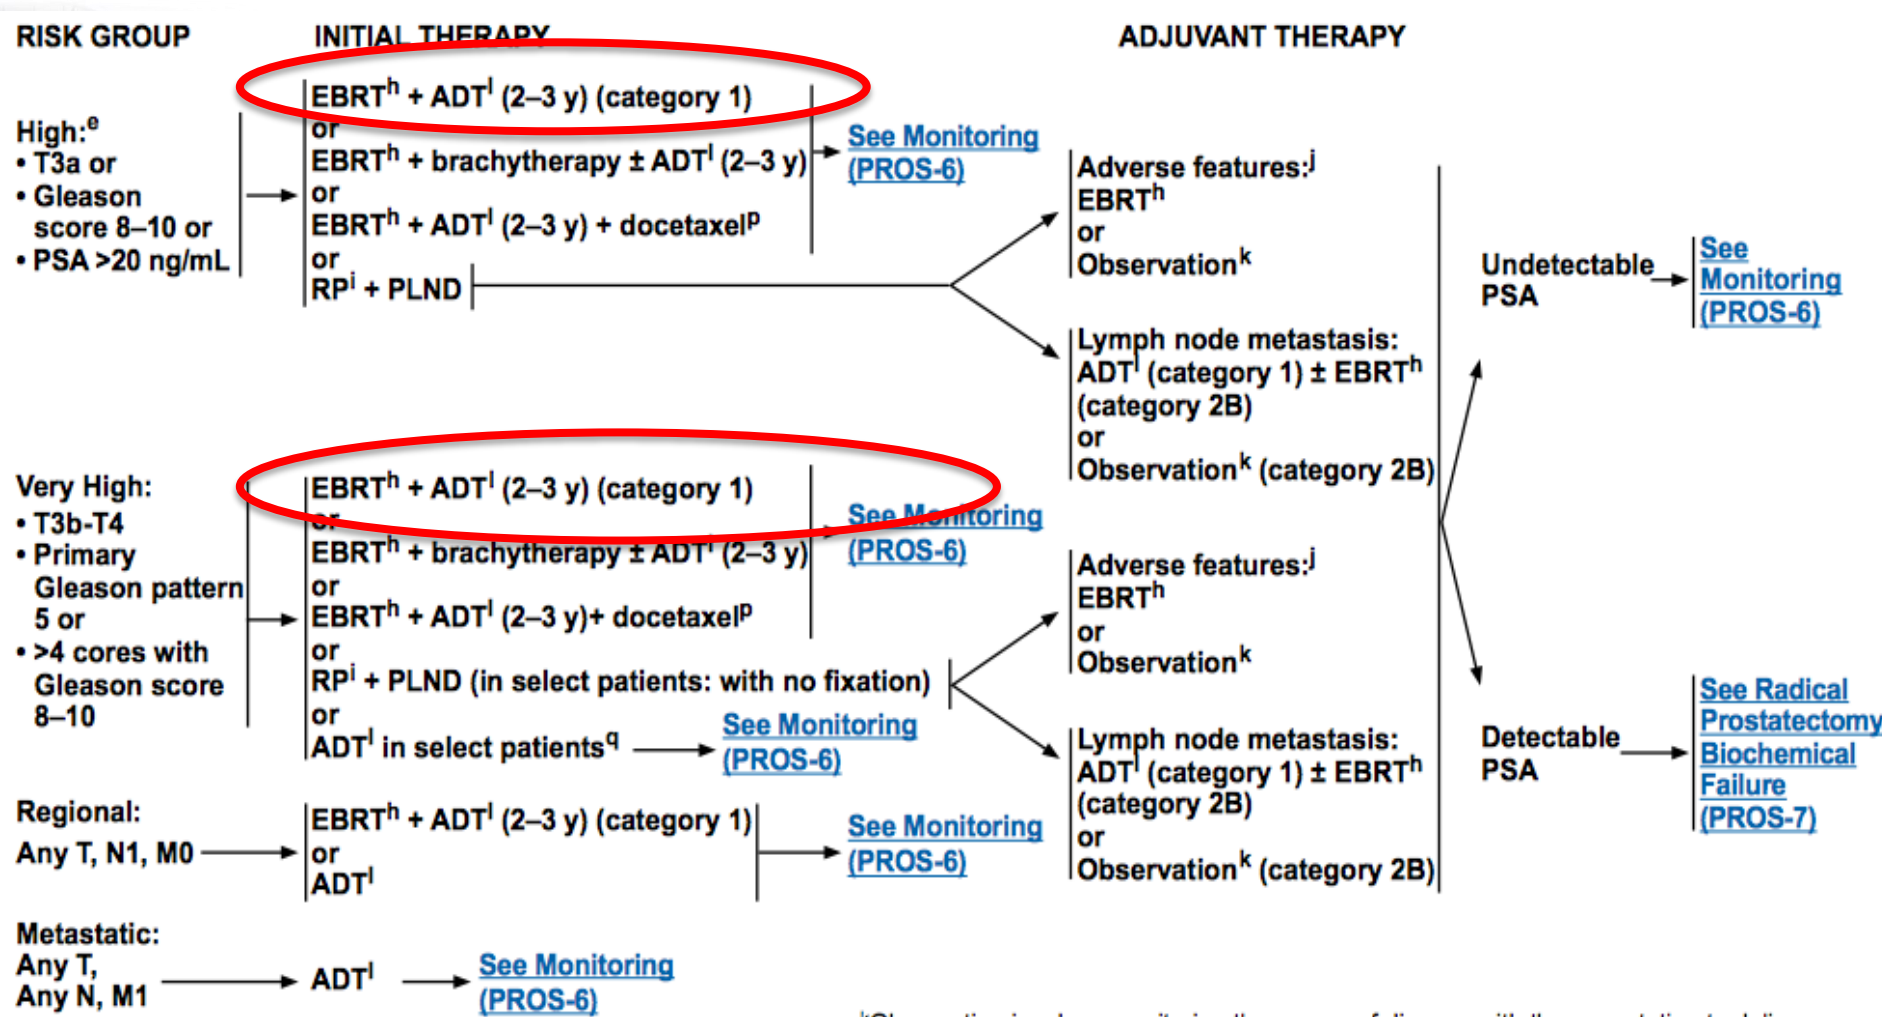 RISK GROUP
INITIAL THERAPY
ADJUVANT THERAPY
High:e
• T3a or
• Gleason
score 8–10 or
• PSA >20 ng/mL
EBRTh + ADTl (2–3 y) (category 1)
or
EBRTh + brachytherapy ± ADTl (2–3 y)
or
EBRTh + ADTl (2–3 y) + docetaxelp
or
RPi + PLND
See Monitoring
(PROS-6)
Adverse features:j
EBRTh
or
Observationk
Lymph node metastasis:
ADTl (category 1) ± EBRTh
(category 2B)
or
Observationk (category 2B)
Undetectable
PSA
See
Monitoring
(PROS-6)
Very High:
• T3b-T4
• Primary
Gleason pattern
5 or
• >4 cores with
Gleason score
8–10
EBRTh + ADTl (2–3 y) (category 1)
or
EBRTh + brachytherapy ± ADTl (2–3 y)
or
EBRTh + ADTl (2–3 y)+ docetaxelp
or
RPi + PLND (in select patients: with no fixation)
or
ADTl in select patientsq
See Monitoring
(PROS-6)
See Monitoring
(PROS-6)
Adverse features:j
EBRTh
or
Observationk
Lymph node metastasis:
ADTl (category 1) ± EBRTh
(category 2B)
or
Observationk (category 2B)
Detectable
PSA
See Radical
Prostatectomy
Biochemical
Failure
(PROS-7)
Regional:
Any T, N1, M0
EBRTh + ADTl (2–3 y) (category 1)
or
ADTl
See Monitoring
(PROS-6)
Metastatic:
Any T,
Any N, M1
ADTl
See Monitoring
(PROS-6)